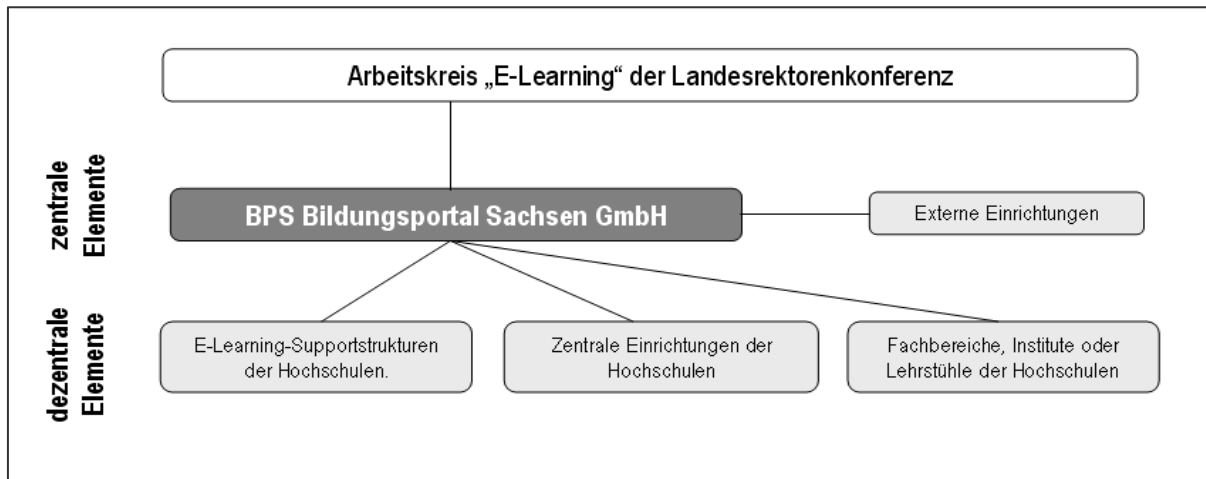 Arbeitskreis „E-Learning“ der Landesrektorenkonferenz
zentrale
Elemente
BPS Bildungsportal Sachsen GmbH
Externe Einrichtungen
dezentrale
Elemente
E-Learning-Supportstrukturen
der Hochschulen.
Zentrale Einrichtungen der
Hochschulen
Fachbereiche, Institute oder
Lehrstühle der Hochschulen